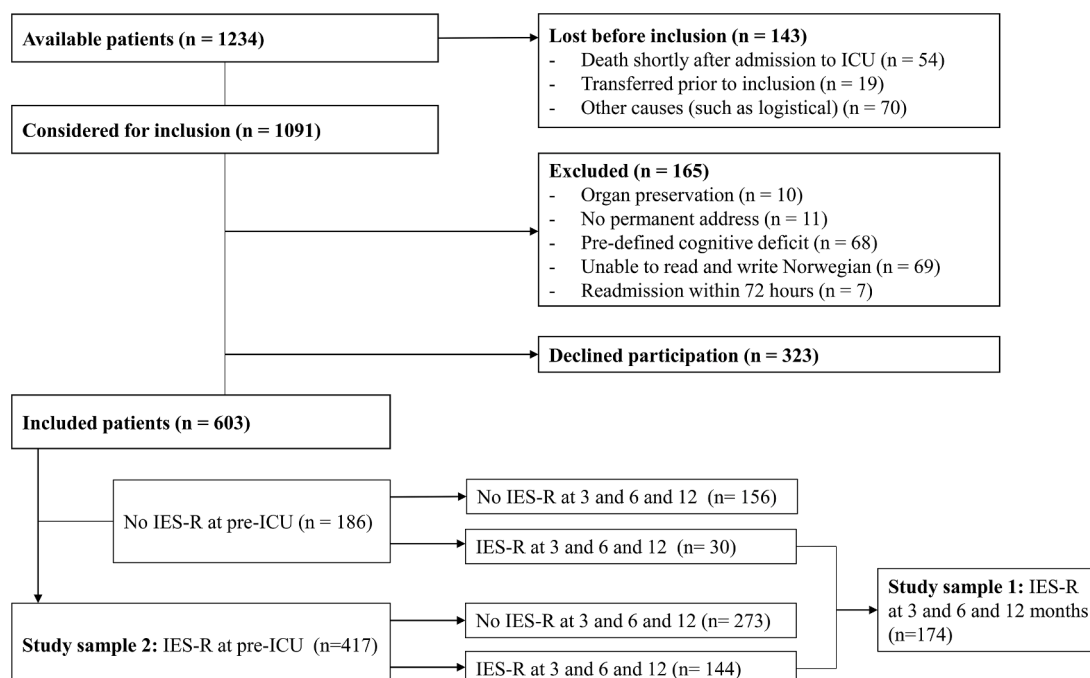 Available patients (n = 1234)
Lost before inclusion (n = 143)
- Death shortly after admission to ICU (n = 54)
- Transferred prior to inclusion (n = 19)
- Other causes (such as logistical) (n = 70)
Considered for inclusion (n = 1091)
Excluded (n = 165)
- Organ preservation (n = 10)
- No permanent address (n = 11)
- Pre-defined cognitive deficit (n = 68)
- Unable to read and write Norwegian (n = 69)
- Readmission within 72 hours (n = 7)
Declined participation (n = 323)
Included patients (n = 603)
No IES-R at pre-ICU (n = 186)
No IES-R at 3 and 6 and 12 (n= 156)
IES-R at 3 and 6 and 12 (n= 30)
Study sample 2: IES-R at pre-ICU (n=417)
No IES-R at 3 and 6 and 12 (n= 273)
IES-R at 3 and 6 and 12 (n= 144)
Study sample 1: IES-R
at 3 and 6 and 12 months
(n=174)